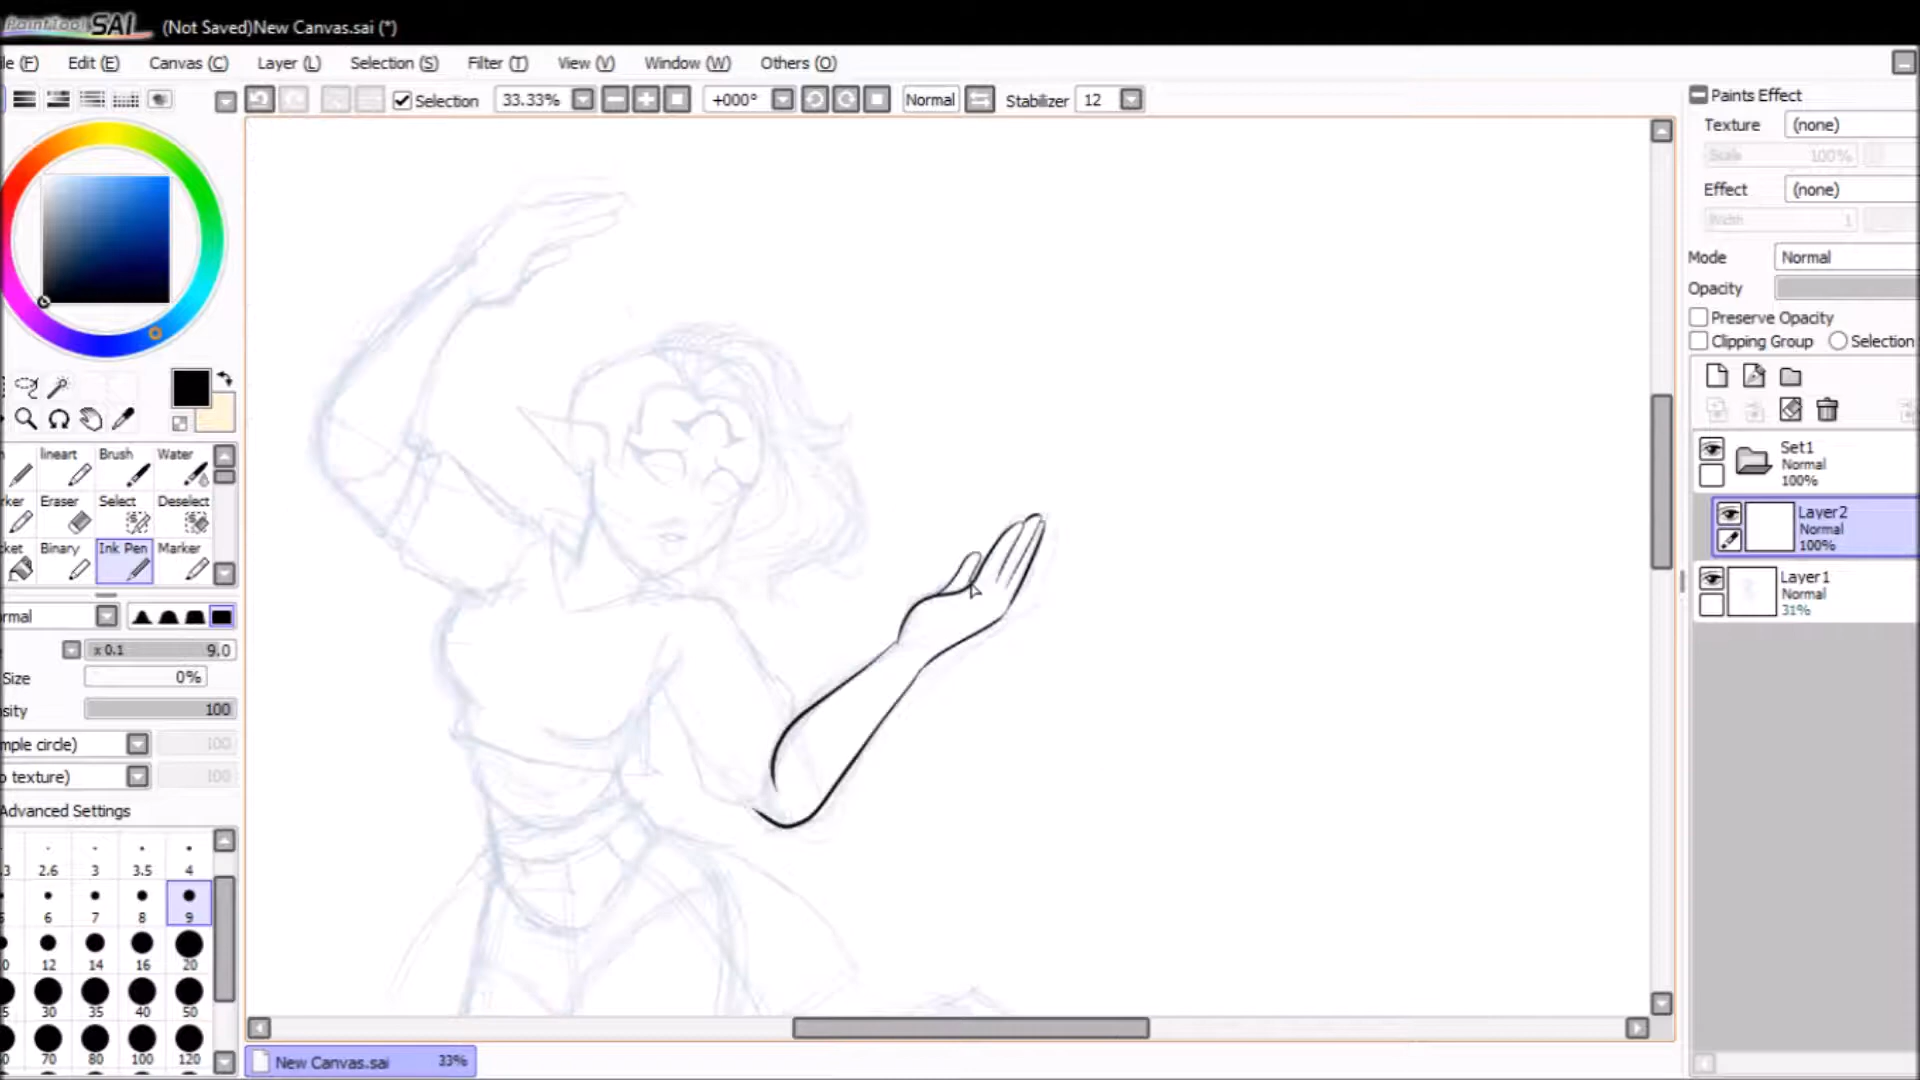 PaintTool SAI (Not Saved)New Canvas.sai (*)
le (F) Edit (E) Canvas (C) Layer (L) Selection (S) Filter (T) View (V) Window (W) Others (O)
Selection 33.33% +000° Normal Stabilizer 12
Paints Effect
Texture (none)
Scale 100%
Effect (none)
Width 1
Mode Normal
Opacity
Preserve Opacity
Clipping Group Selection
Set1
Normal
100%
Layer2
Normal
100%
Layer1
Normal
31%
lineart Brush Water
ker Eraser Select Deselect
ket Binary Ink Pen Marker
rmal
x 0.1 9.0
Size 0%
sity 100
mple circle) 100
o texture) 100
Advanced Settings
.3 2.6 3 3.5 4
6 7 8 9
0 12 14 16 20
5 30 35 40 50
0 70 80 100 120
New Canvas.sai 33%